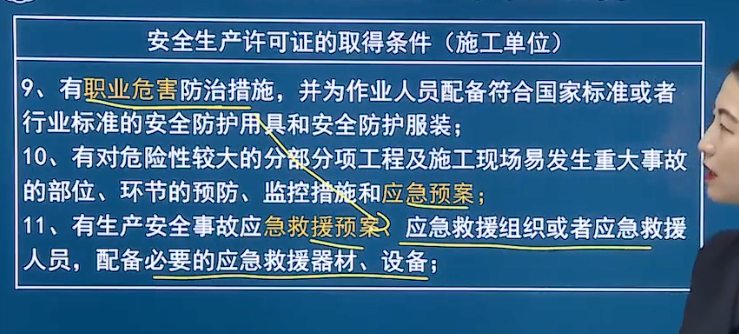 安全生产许可证的取得条件（施工单位）
9、有职业危害防治措施，并为作业人员配备符合国家标准或者
行业标准的安全防护用具和安全防护服装；
10、有对危险性较大的分部分项工程及施工现场易发生重大事故
的部位、环节的预防、监控措施和应急预案；
11、有生产安全事故应急救援预案、应急救援组织或者应急救援
人员，配备必要的应急救援器材、设备；